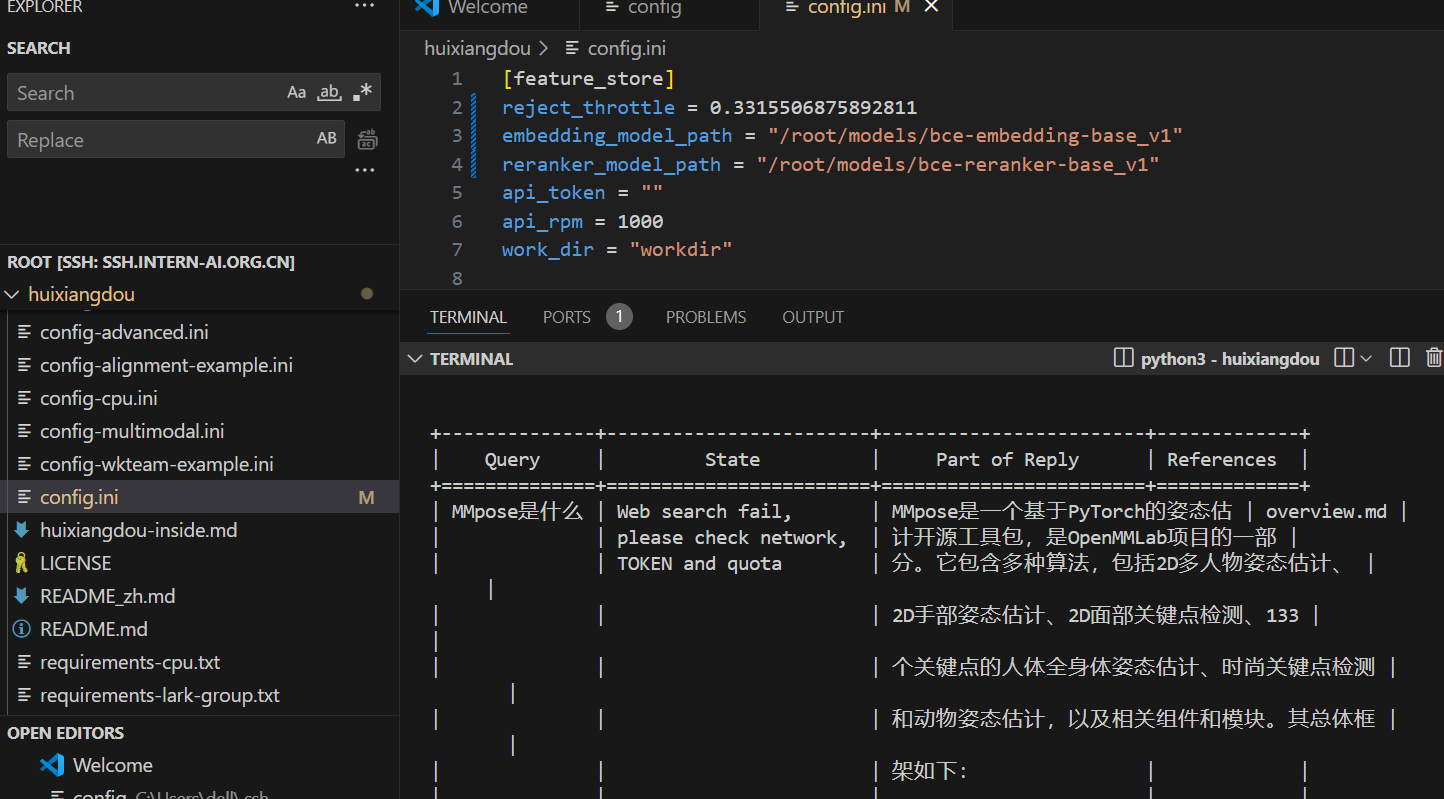 EXPLORER
SEARCH
Search Aa ab .*
Replace AB
ROOT [SSH: SSH.INTERN-AI.ORG.CN]
huixiangdou
config-advanced.ini
config-alignment-example.ini
config-cpu.ini
config-multimodal.ini
config-wkteam-example.ini
config.ini M
huixiangdou-inside.md
LICENSE
README_zh.md
README.md
requirements-cpu.txt
requirements-lark-group.txt
OPEN EDITORS
Welcome
config C:\Users\dell\.ssh
Welcome config config.ini M
huixiangdou > config.ini
1 [feature_store]
2 reject_throttle = 0.3315506875892811
3 embedding_model_path = "/root/models/bce-embedding-base_v1"
4 reranker_model_path = "/root/models/bce-reranker-base_v1"
5 api_token = ""
6 api_rpm = 1000
7 work_dir = "workdir"
8
TERMINAL PORTS 1 PROBLEMS OUTPUT
TERMINAL python3 - huixiangdou
+--------------+------------------------+------------------------+-------------+
| Query | State | Part of Reply | References |
+==============+========================+========================+=============+
| MMpose是什么 | Web search fail, | MMpose是一个基于PyTorch的姿态估 | overview.md |
| | please check network, | 计开源工具包，是OpenMMLab项目的一部 |
| | TOKEN and quota | 分。它包含多种算法，包括2D多人物姿态估计、 |
|
| | | 2D手部姿态估计、2D面部关键点检测、133 |
|
| | | 个关键点的人体全身体姿态估计、时尚关键点检测 |
|
| | | 和动物姿态估计，以及相关组件和模块。其总体框 |
|
| | | 架如下： | |